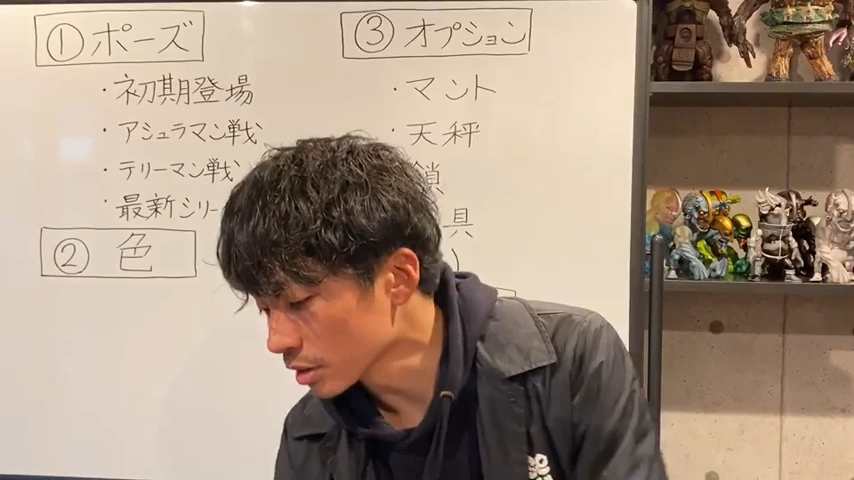 ①ポーズ
・初期登場
・アシュラマン戦
・テリーマン戦
・最新シリー
②色
③オプション
・マント
・天秤
鎖
具